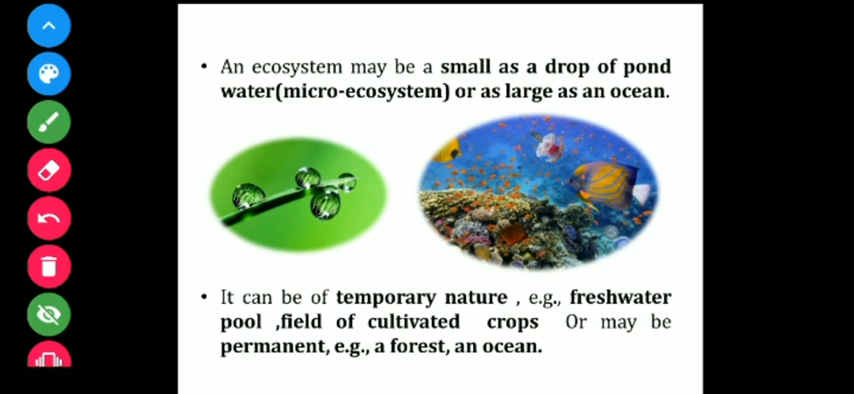 • An ecosystem may be a small as a drop of pond
water(micro-ecosystem) or as large as an ocean.
• It can be of temporary nature , e.g., freshwater
pool ,field of cultivated crops Or may be
permanent, e.g., a forest, an ocean.